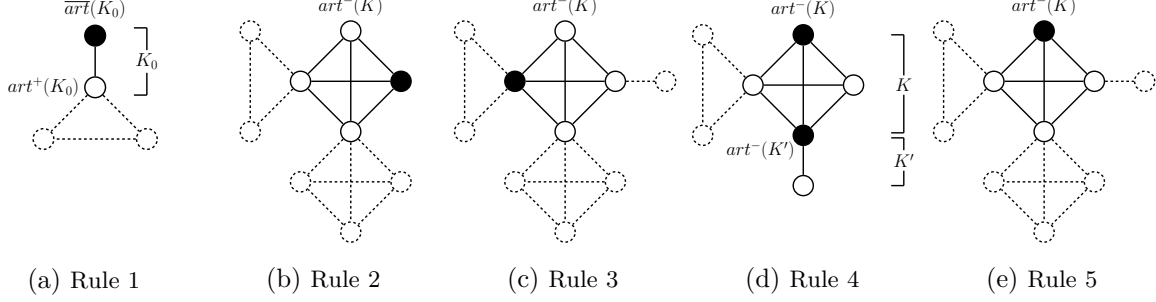 $\overline{art}(K_0)$
$K_0$
$art^+(K_0)$
(a) Rule 1
$art^-(K)$
(b) Rule 2
$art^-(K)$
(c) Rule 3
$art^-(K)$
$K$
$art^-(K')$
$K'$
(d) Rule 4
$art^-(K)$
(e) Rule 5